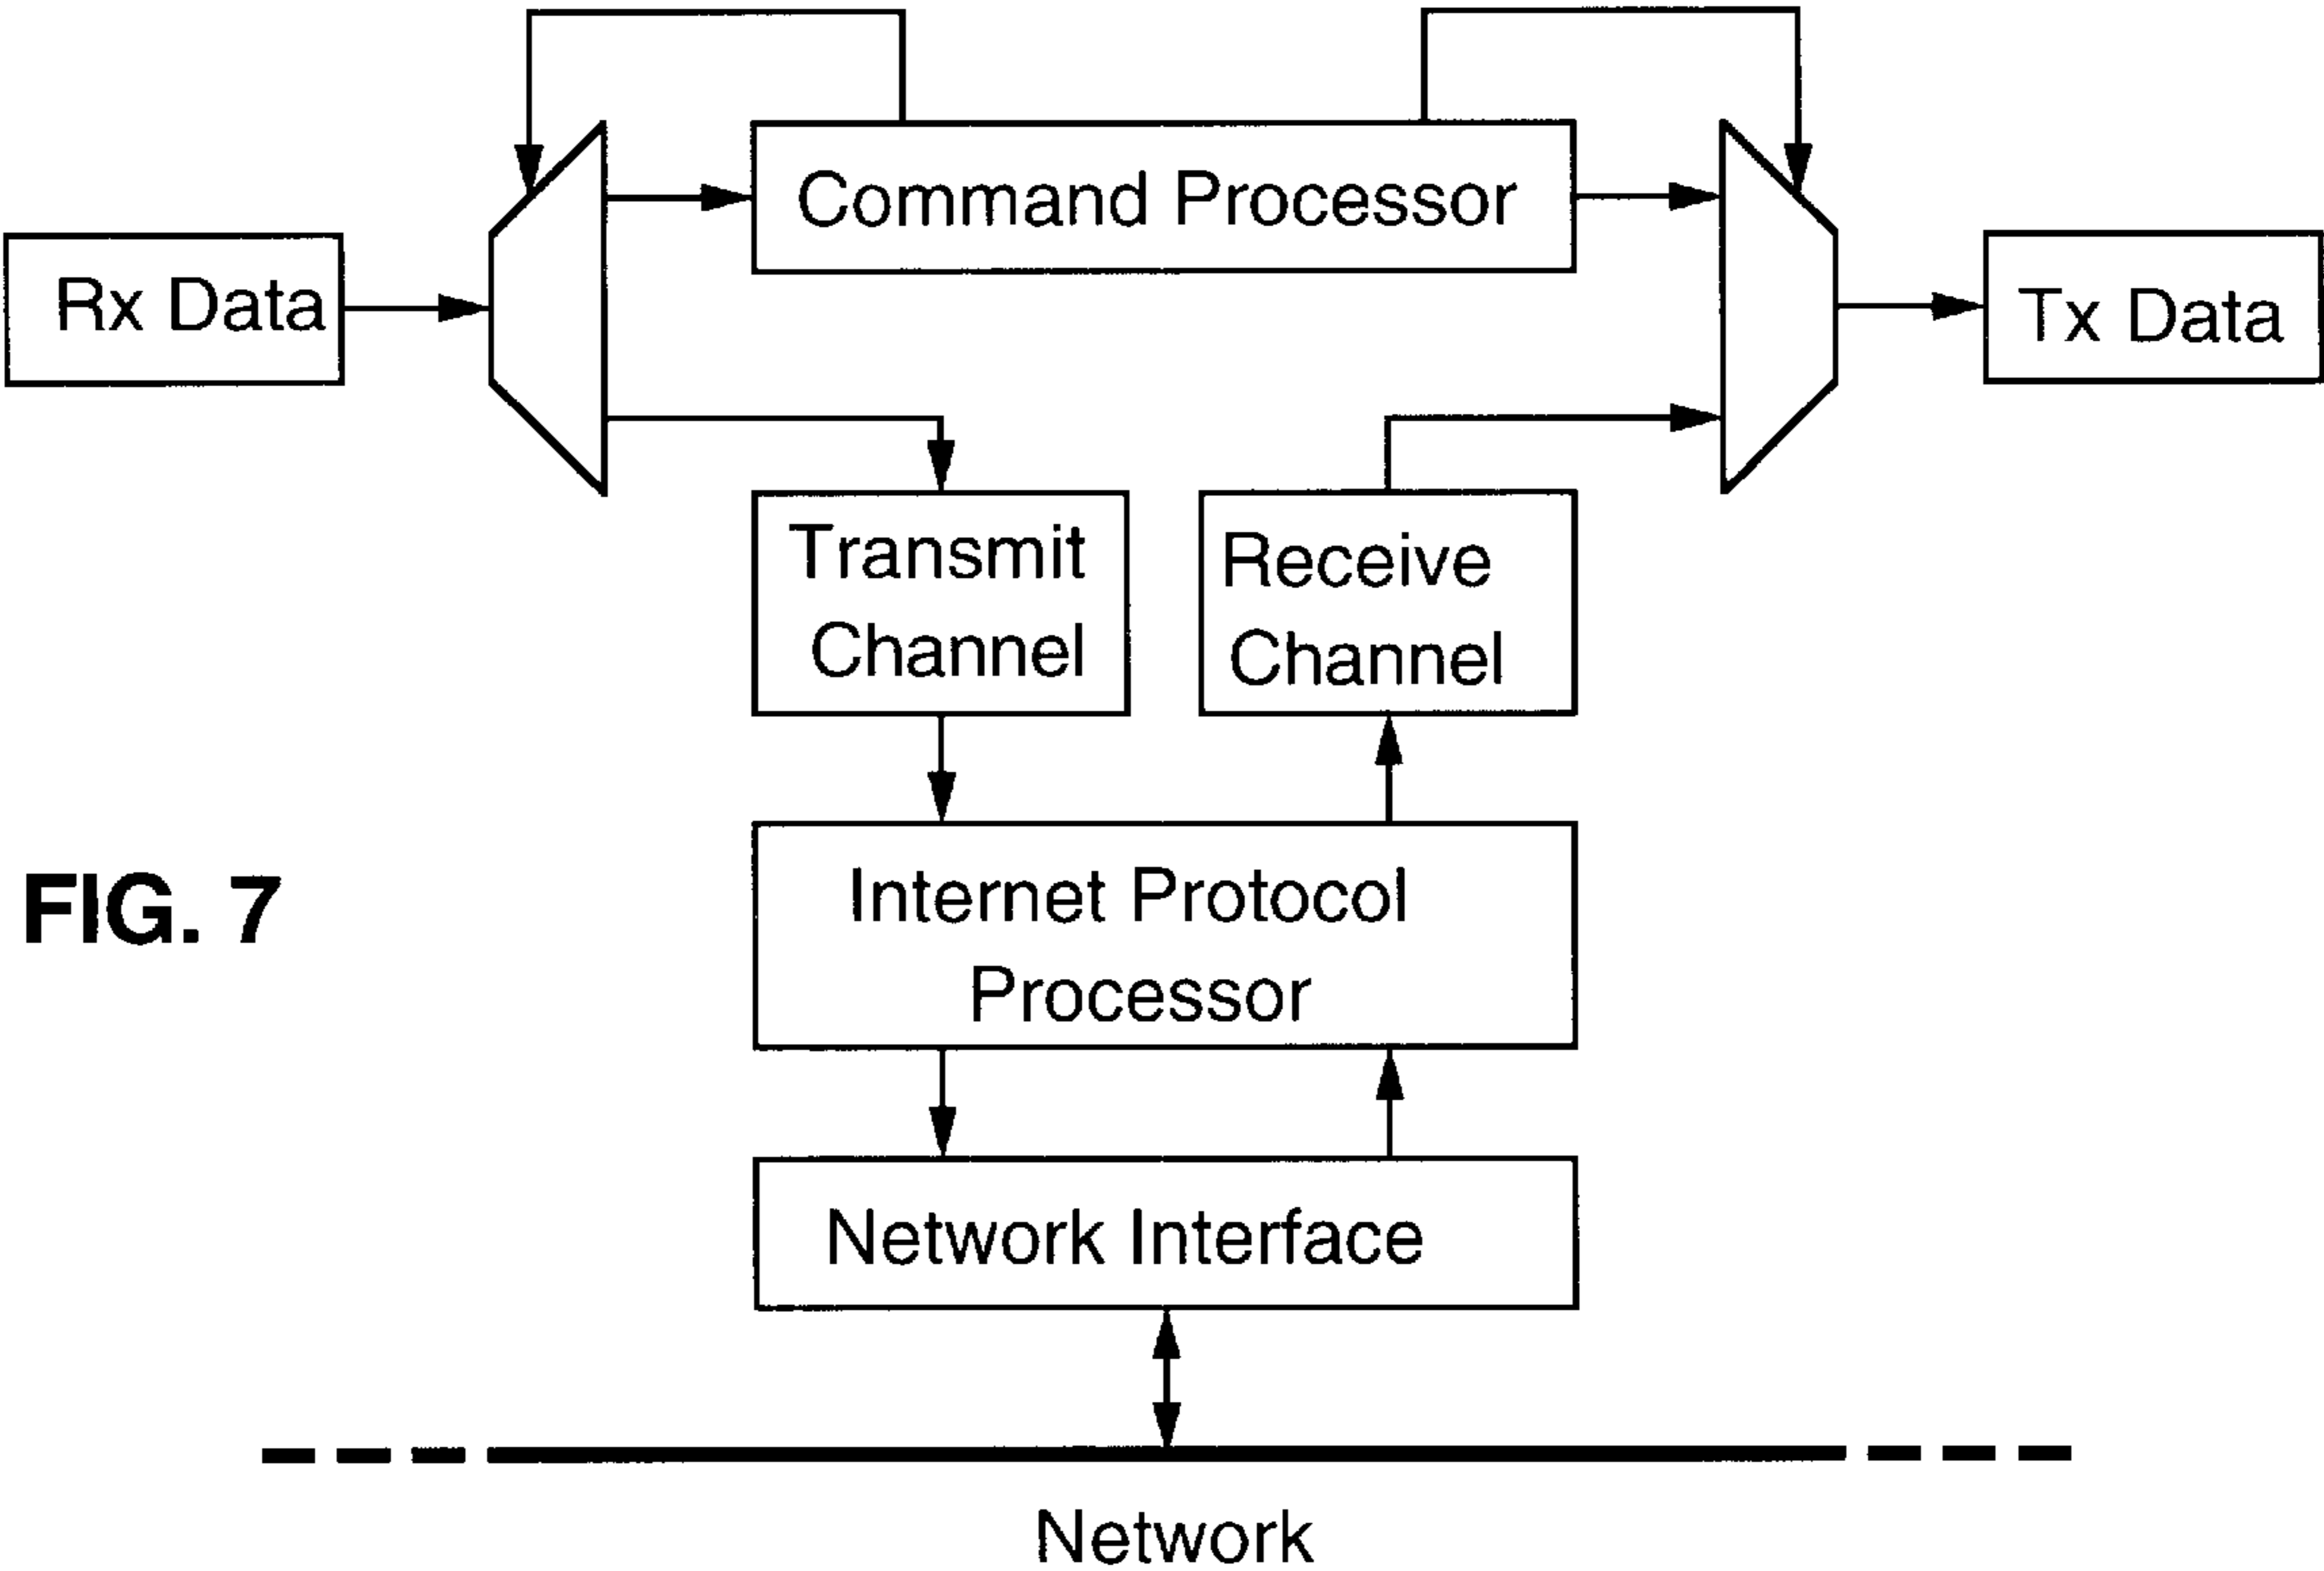 Command Processor
Rx Data
Tx Data
Transmit
Channel
Receive
Channel
Internet Protocol
Processor
FIG. 7
Network Interface
Network